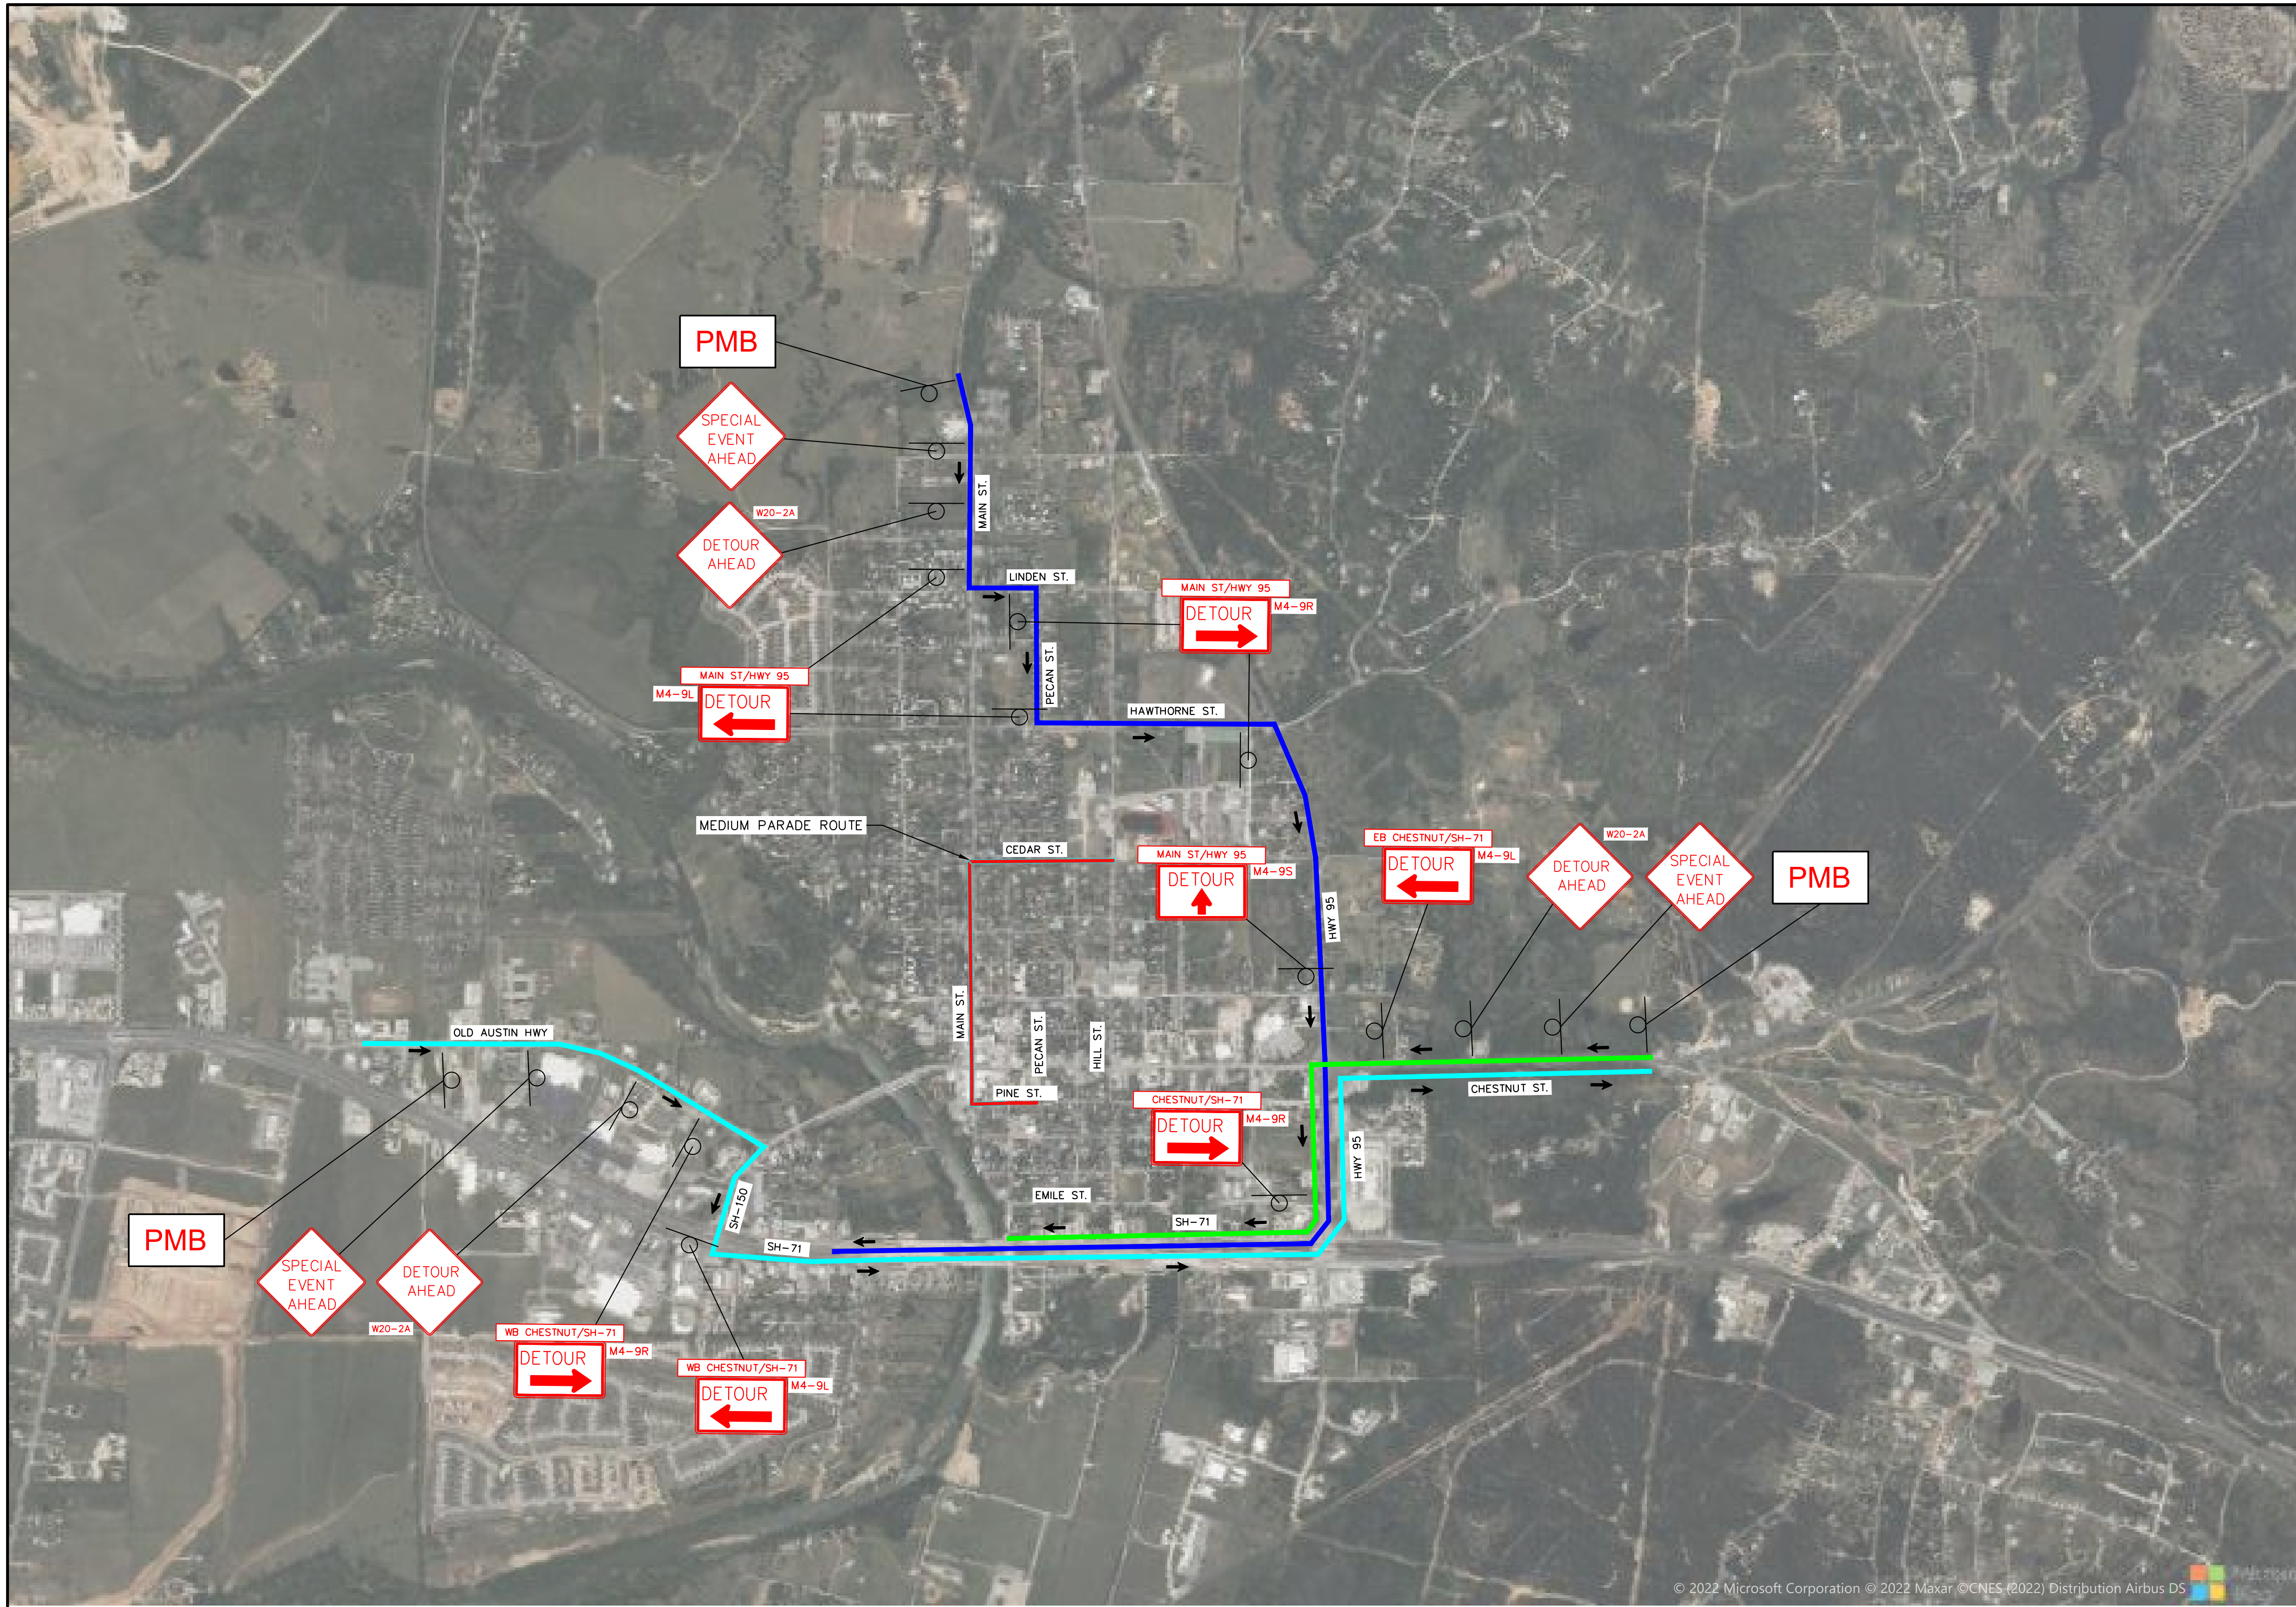 PMB
SPECIAL
EVENT
AHEAD
MAIN ST.
W20-2A
DETOUR
AHEAD
LINDEN ST.
MAIN ST/HWY 95
DETOUR
M4-9R
PECAN ST.
MAIN ST/HWY 95
M4-9L
DETOUR
HAWTHORNE ST.
MEDIUM PARADE ROUTE
CEDAR ST.
MAIN ST/HWY 95
DETOUR
M4-9S
EB CHESTNUT/SH-71
DETOUR
M4-9L
W20-2A
DETOUR
AHEAD
SPECIAL
EVENT
AHEAD
PMB
HWY 95
OLD AUSTIN HWY
MAIN ST.
PECAN ST.
HILL ST.
PINE ST.
CHESTNUT ST.
CHESTNUT/SH-71
DETOUR
M4-9R
HWY 95
EMILE ST.
SH-71
SH-150
SH-71
PMB
SPECIAL
EVENT
AHEAD
DETOUR
AHEAD
W20-2A
WB CHESTNUT/SH-71
DETOUR
M4-9R
WB CHESTNUT/SH-71
DETOUR
M4-9L
© 2022 Microsoft Corporation © 2022 Maxar ©CNES (2022) Distribution Airbus DS